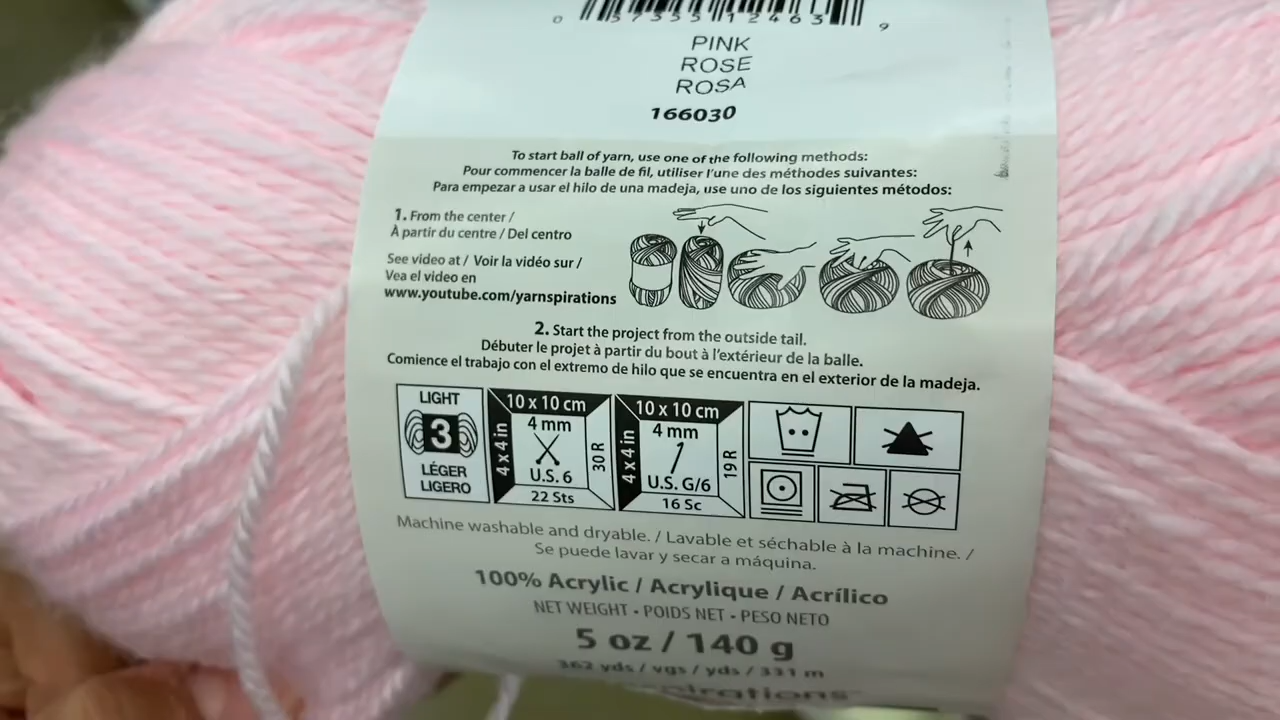 0 57355 12463 9
PINK
ROSE
ROSA
166030
To start ball of yarn, use one of the following methods:
Pour commencer la balle de fil, utiliser l'une des méthodes suivantes:
Para empezar a usar el hilo de una madeja, use uno de los siguientes métodos:
1. From the center /
À partir du centre / Del centro
See video at / Voir la vidéo sur /
Vea el video en
www.youtube.com/yarnspirations
2. Start the project from the outside tail.
Débuter le projet à partir du bout à l'extérieur de la balle.
Comience el trabajo con el extremo de hilo que se encuentra en el exterior de la madeja.
LIGHT
3
LÉGER
LIGERO
10 x 10 cm
4 x 4 in
4 mm
U.S. 6
30 R
22 Sts
10 x 10 cm
4 x 4 in
4 mm
U.S. G/6
19 R
16 Sc
Machine washable and dryable. / Lavable et séchable à la machine. /
Se puede lavar y secar a máquina.
100% Acrylic / Acrylique / Acrílico
NET WEIGHT • POIDS NET • PESO NETO
5 oz / 140 g
362 yds / vgs / yds / 331 m